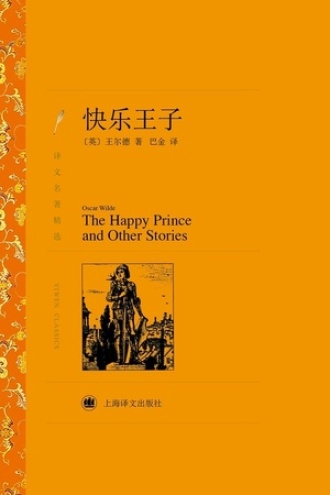 快乐王子
〔英〕王尔德 著 巴金 译
译文名著精选
YIWEN CLASSICS
Oscar Wilde
The Happy Prince
and Other Stories
上海译文出版社